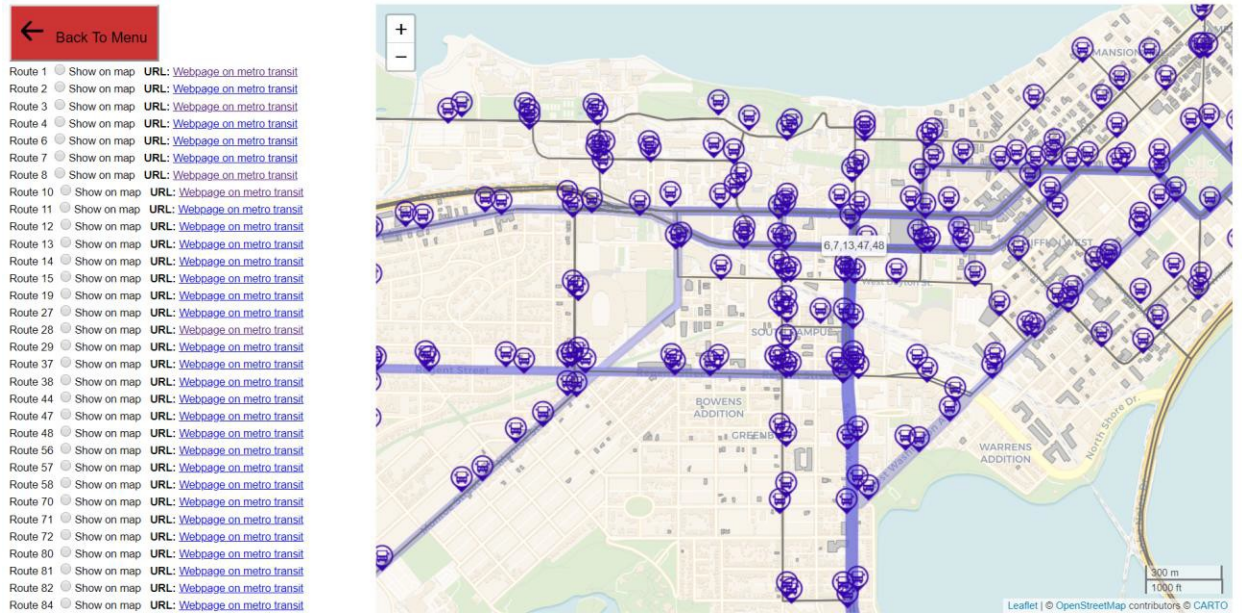 Back To Menu
Route 1 Show on map URL: Webpage on metro transit
Route 2 Show on map URL: Webpage on metro transit
Route 3 Show on map URL: Webpage on metro transit
Route 4 Show on map URL: Webpage on metro transit
Route 6 Show on map URL: Webpage on metro transit
Route 7 Show on map URL: Webpage on metro transit
Route 8 Show on map URL: Webpage on metro transit
Route 10 Show on map URL: Webpage on metro transit
Route 11 Show on map URL: Webpage on metro transit
Route 12 Show on map URL: Webpage on metro transit
Route 13 Show on map URL: Webpage on metro transit
Route 14 Show on map URL: Webpage on metro transit
Route 15 Show on map URL: Webpage on metro transit
Route 19 Show on map URL: Webpage on metro transit
Route 27 Show on map URL: Webpage on metro transit
Route 28 Show on map URL: Webpage on metro transit
Route 29 Show on map URL: Webpage on metro transit
Route 37 Show on map URL: Webpage on metro transit
Route 38 Show on map URL: Webpage on metro transit
Route 44 Show on map URL: Webpage on metro transit
Route 47 Show on map URL: Webpage on metro transit
Route 48 Show on map URL: Webpage on metro transit
Route 56 Show on map URL: Webpage on metro transit
Route 57 Show on map URL: Webpage on metro transit
Route 58 Show on map URL: Webpage on metro transit
Route 70 Show on map URL: Webpage on metro transit
Route 71 Show on map URL: Webpage on metro transit
Route 72 Show on map URL: Webpage on metro transit
Route 80 Show on map URL: Webpage on metro transit
Route 81 Show on map URL: Webpage on metro transit
Route 82 Show on map URL: Webpage on metro transit
Route 84 Show on map URL: Webpage on metro transit
+
−
6,7,13,47,48
BOWENS
ADDITION
WARRENS
ADDITION
North Shore Dr.
300 m
1000 ft
Leaflet | © OpenStreetMap contributors © CARTO